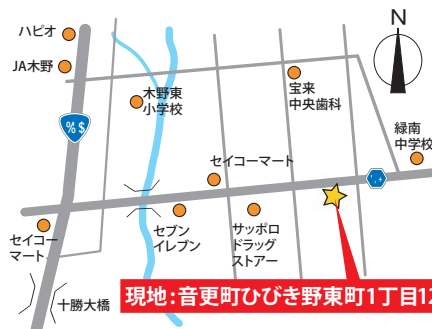 ハピオ
N
JA木野
% $
木野東
小学校
宝来
中央歯科
緑南
中学校
セイコーマート
セイコー
マート
セブン
イレブン
サッポロ
ドラッグ
ストアー
十勝大橋
現地:音更町ひびき野東町1丁目12